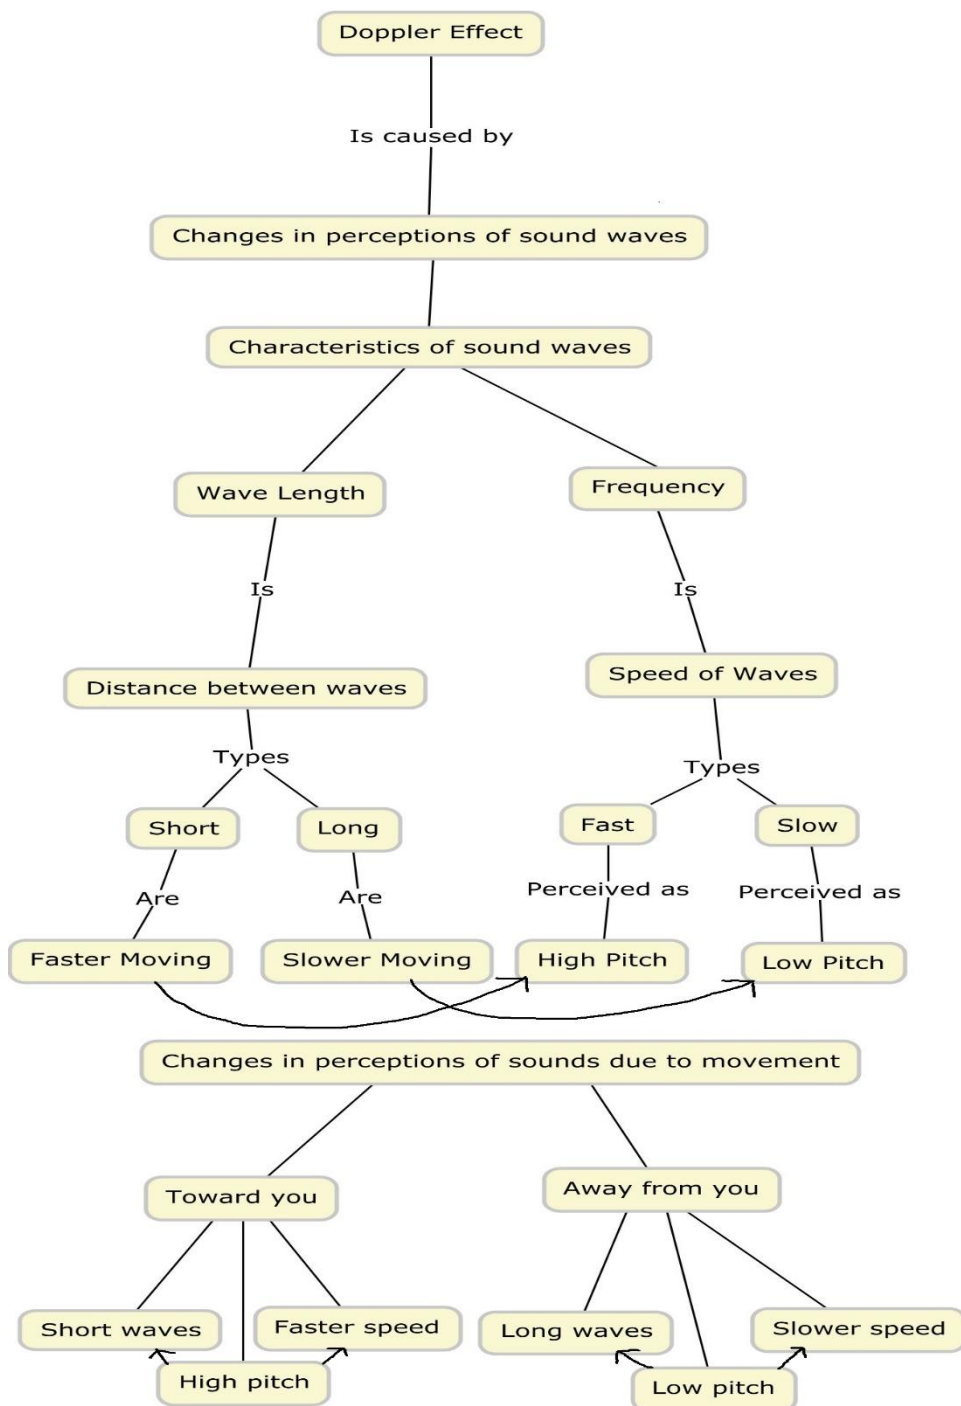 Doppler Effect
Is caused by
Changes in perceptions of sound waves
Characteristics of sound waves
Wave Length
Frequency
Is
Is
Distance between waves
Speed of Waves
Types
Types
Short
Long
Fast
Slow
Are
Are
Perceived as
Perceived as
Faster Moving
Slower Moving
High Pitch
Low Pitch
Changes in perceptions of sounds due to movement
Toward you
Away from you
Short waves
Faster speed
Long waves
Slower speed
High pitch
Low pitch